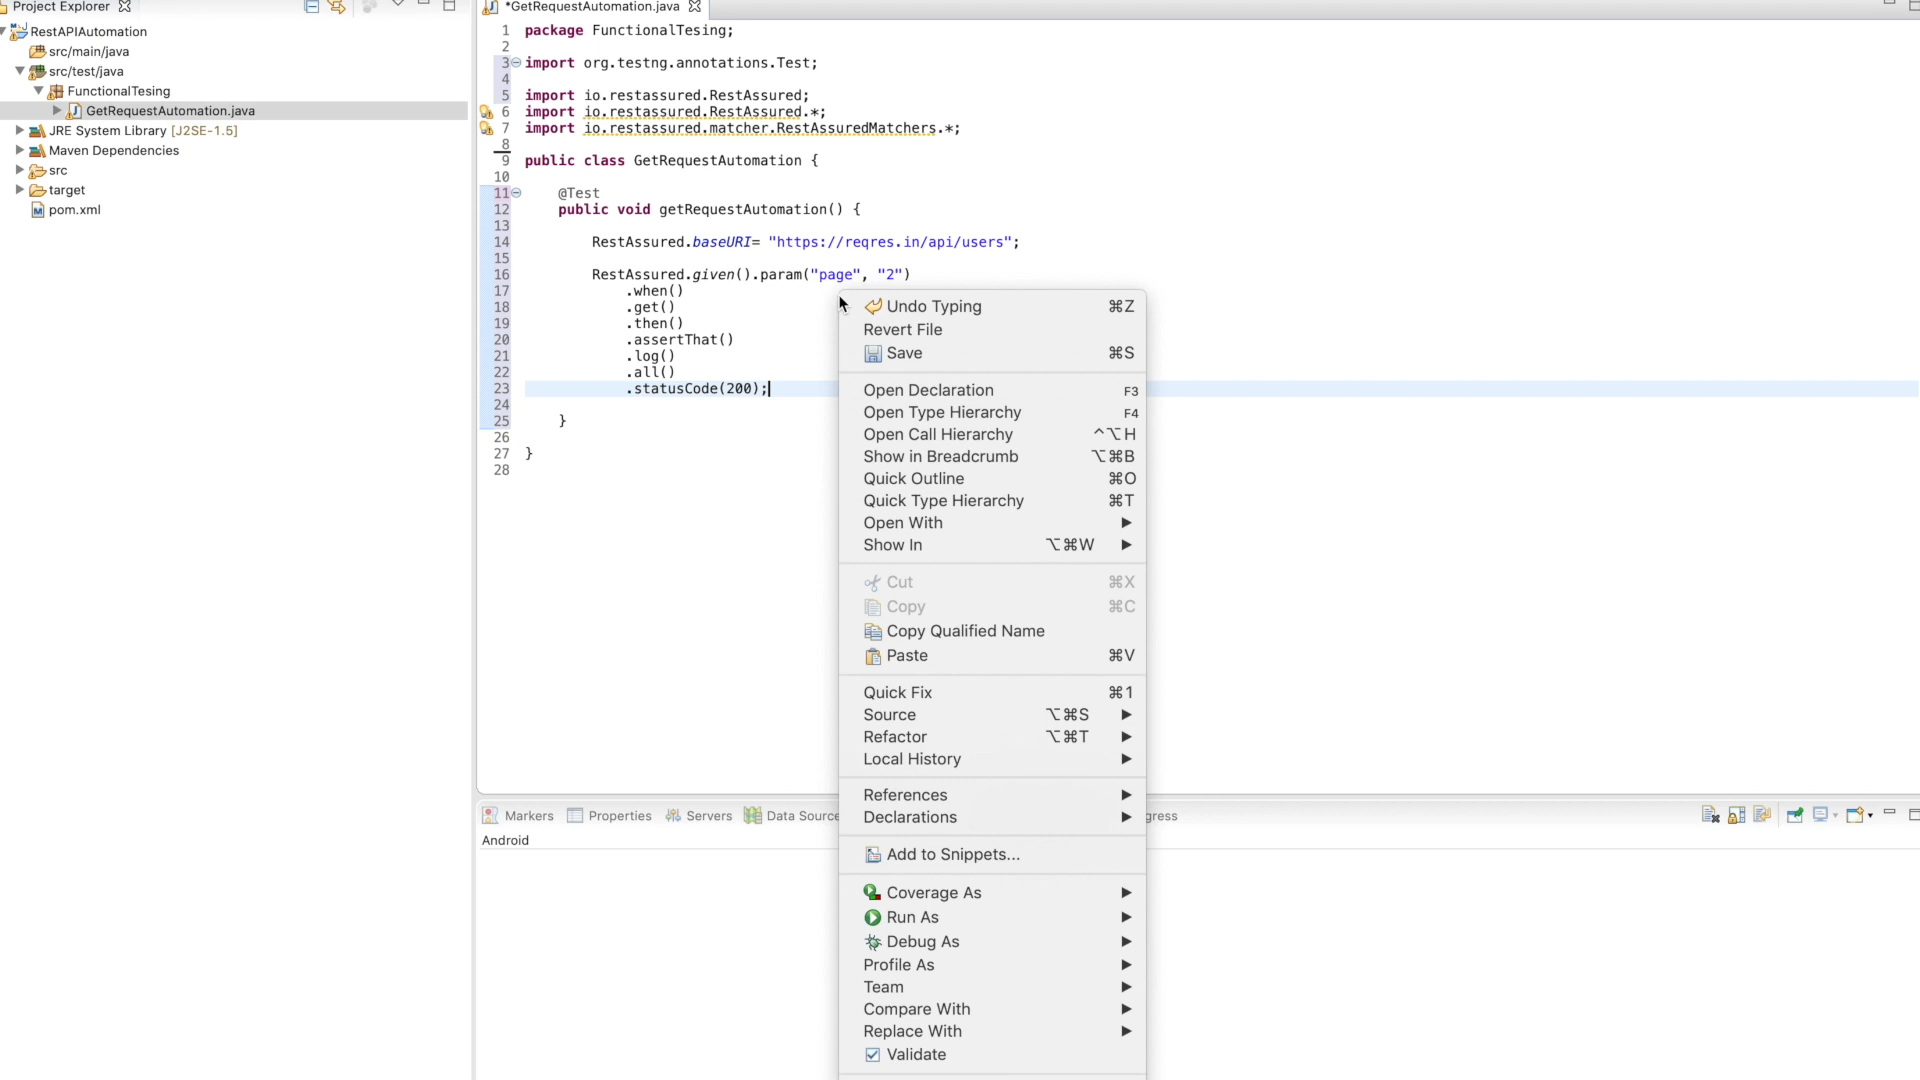 Project Explorer
RestAPIAutomation
src/main/java
src/test/java
FunctionalTesing
GetRequestAutomation.java
JRE System Library [J2SE-1.5]
Maven Dependencies
src
target
pom.xml
*GetRequestAutomation.java
1 package FunctionalTesing;
2
3 import org.testng.annotations.Test;
4
5 import io.restassured.RestAssured;
6 import io.restassured.RestAssured.*;
7 import io.restassured.matcher.RestAssuredMatchers.*;
8
9 public class GetRequestAutomation {
10
11 @Test
12 public void getRequestAutomation() {
13
14 RestAssured.baseURI= "https://reqres.in/api/users";
15
16 RestAssured.given().param("page", "2")
17 .when()
18 .get()
19 .then()
20 .assertThat()
21 .log()
22 .all()
23 .statusCode(200);
24
25 }
26
27 }
28
Undo Typing ⌘Z
Revert File
Save ⌘S
Open Declaration F3
Open Type Hierarchy F4
Open Call Hierarchy ^⌥H
Show in Breadcrumb ⌥⌘B
Quick Outline ⌘O
Quick Type Hierarchy ⌘T
Open With
Show In ⌥⌘W
Cut ⌘X
Copy ⌘C
Copy Qualified Name
Paste ⌘V
Quick Fix ⌘1
Source ⌥⌘S
Refactor ⌥⌘T
Local History
References
Declarations
Add to Snippets...
Coverage As
Run As
Debug As
Profile As
Team
Compare With
Replace With
Validate
Markers Properties Servers Data Source gress
Android